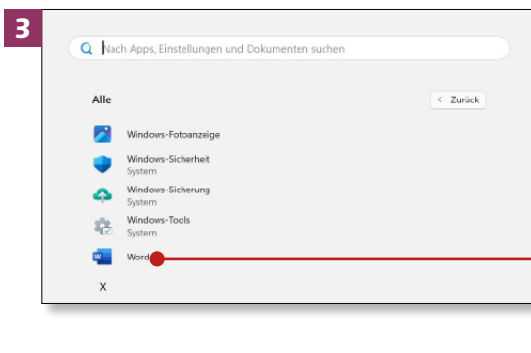 3
Nach Apps, Einstellungen und Dokumenten suchen
Alle
< Zurück
Windows-Fotoanzeige
Windows-Sicherheit
System
Windows-Sicherung
System
Windows-Tools
System
Word
X